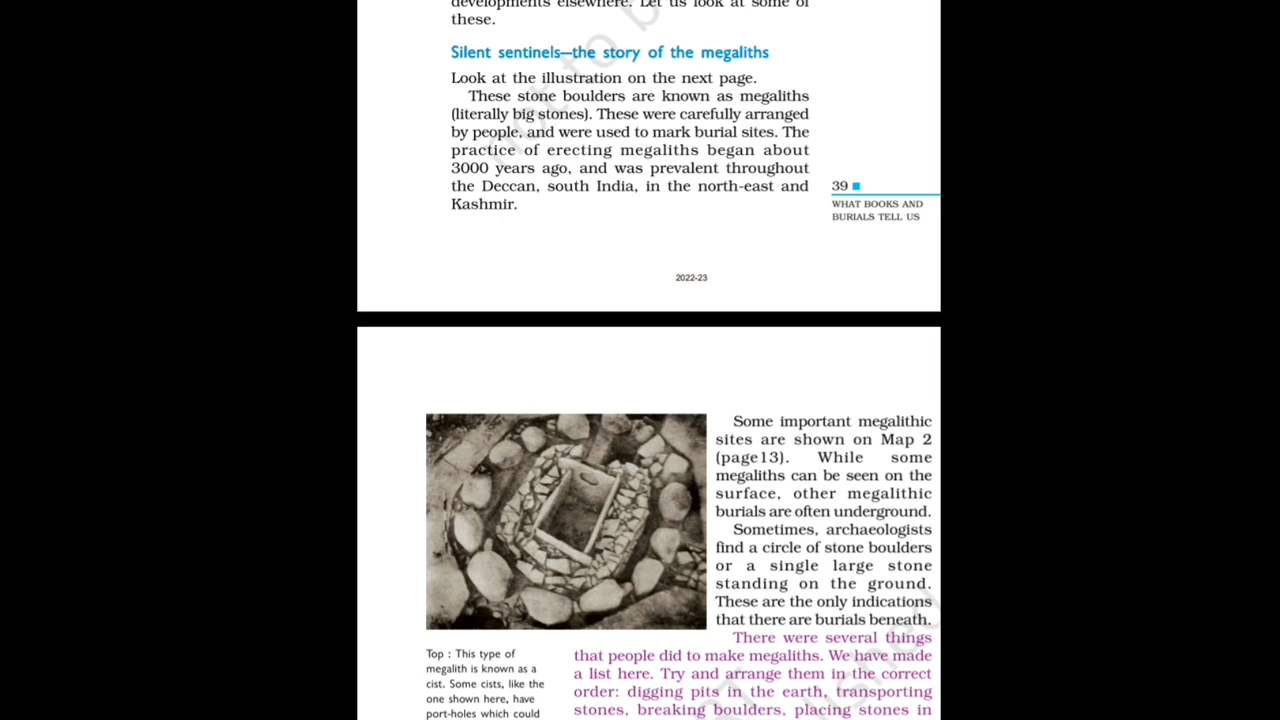 developments elsewhere. Let us look at some of
these.
Silent sentinels—the story of the megaliths
Look at the illustration on the next page.
These stone boulders are known as megaliths
(literally big stones). These were carefully arranged
by people, and were used to mark burial sites. The
practice of erecting megaliths began about
3000 years ago, and was prevalent throughout
the Deccan, south India, in the north-east and
Kashmir.
39
WHAT BOOKS AND
BURIALS TELL US
2022-23
Some important megalithic
sites are shown on Map 2
(page13). While some
megaliths can be seen on the
surface, other megalithic
burials are often underground.
Sometimes, archaeologists
find a circle of stone boulders
or a single large stone
standing on the ground.
These are the only indications
that there are burials beneath.
There were several things
that people did to make megaliths. We have made
a list here. Try and arrange them in the correct
order: digging pits in the earth, transporting
stones, breaking boulders, placing stones in
Top : This type of
megalith is known as a
cist. Some cists, like the
one shown here, have
port-holes which could
not to b